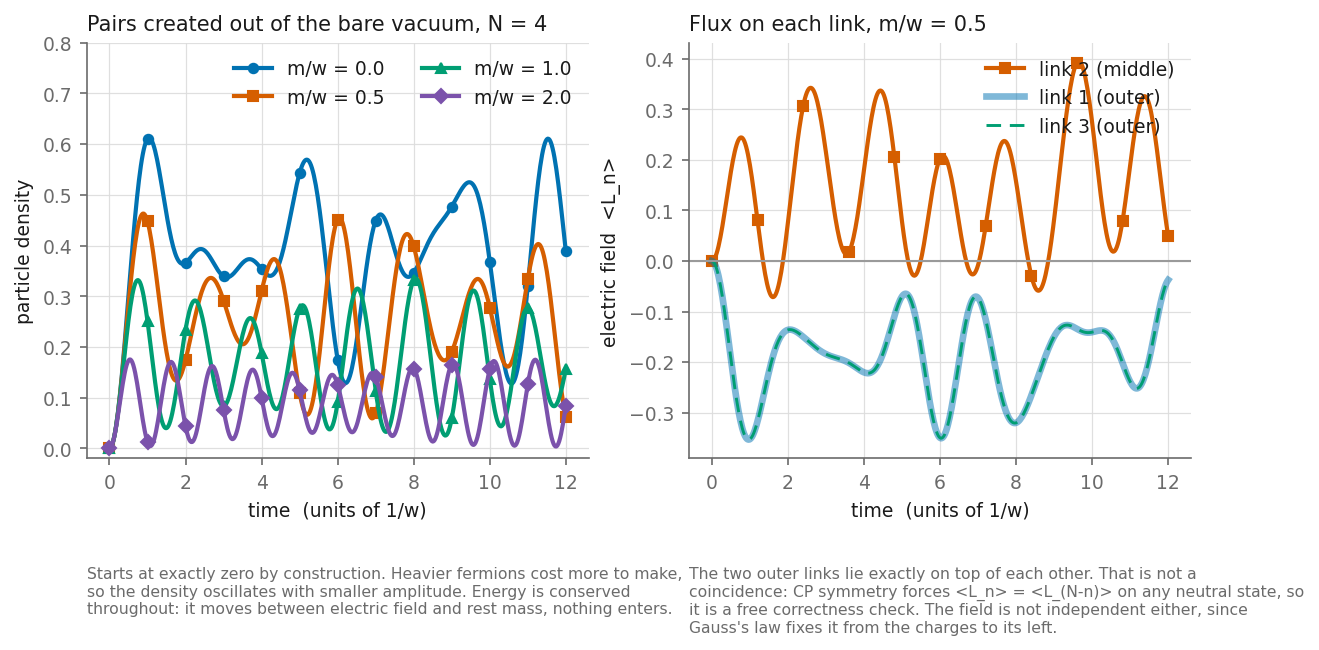 Pairs created out of the bare vacuum, N = 4
particle density
0.8
0.7
0.6
0.5
0.4
0.3
0.2
0.1
0.0
m/w = 0.0
m/w = 0.5
m/w = 1.0
m/w = 2.0
0 2 4 6 8 10 12
time (units of 1/w)
Starts at exactly zero by construction. Heavier fermions cost more to make,
so the density oscillates with smaller amplitude. Energy is conserved
throughout: it moves between electric field and rest mass, nothing enters.
Flux on each link, m/w = 0.5
electric field <L_n>
0.4
0.3
0.2
0.1
0.0
−0.1
−0.2
−0.3
link 2 (middle)
link 1 (outer)
link 3 (outer)
0 2 4 6 8 10 12
time (units of 1/w)
The two outer links lie exactly on top of each other. That is not a
coincidence: CP symmetry forces <L_n> = <L_(N-n)> on any neutral state, so
it is a free correctness check. The field is not independent either, since
Gauss's law fixes it from the charges to its left.